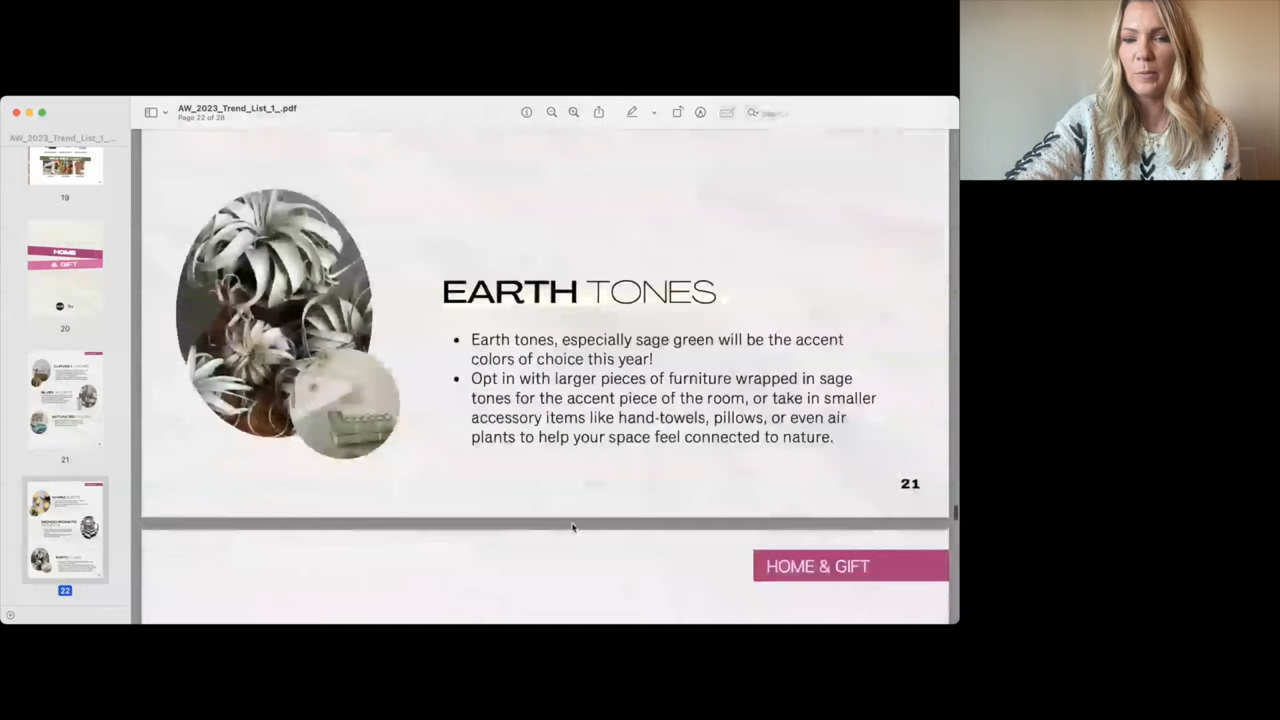 AW_2023_Trend_List_1_.pdf
Page 22 of 28
AW_2023_Trend_List_1_...
19
HOME
& GIFT
20
21
22
EARTH TONES
• Earth tones, especially sage green will be the accent
colors of choice this year!
• Opt in with larger pieces of furniture wrapped in sage
tones for the accent piece of the room, or take in smaller
accessory items like hand-towels, pillows, or even air
plants to help your space feel connected to nature.
21
HOME & GIFT